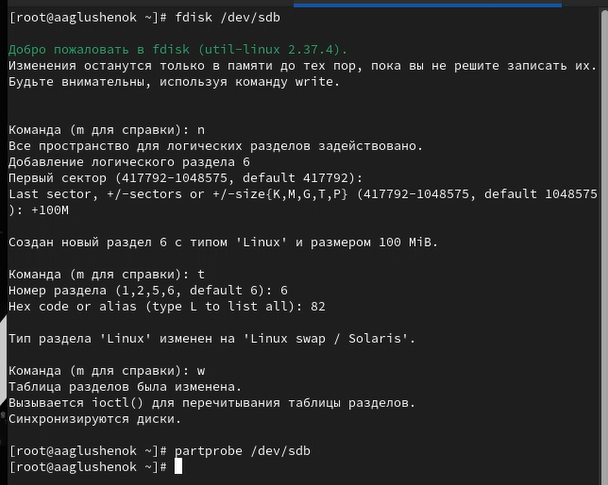 [root@aaglushenok ~]# fdisk /dev/sdb
Добро пожаловать в fdisk (util-linux 2.37.4).
Изменения останутся только в памяти до тех пор, пока вы не решите записать их.
Будьте внимательны, используя команду write.
Команда (m для справки): n
Все пространство для логических разделов задействовано.
Добавление логического раздела 6
Первый сектор (417792-1048575, default 417792):
Last sector, +/-sectors or +/-size{K,M,G,T,P} (417792-1048575, default 1048575
): +100M
Создан новый раздел 6 с типом 'Linux' и размером 100 MiB.
Команда (m для справки): t
Номер раздела (1,2,5,6, default 6): 6
Hex code or alias (type L to list all): 82
Тип раздела 'Linux' изменен на 'Linux swap / Solaris'.
Команда (m для справки): w
Таблица разделов была изменена.
Вызывается ioctl() для перечитывания таблицы разделов.
Синхронизируются диски.
[root@aaglushenok ~]# partprobe /dev/sdb
[root@aaglushenok ~]#